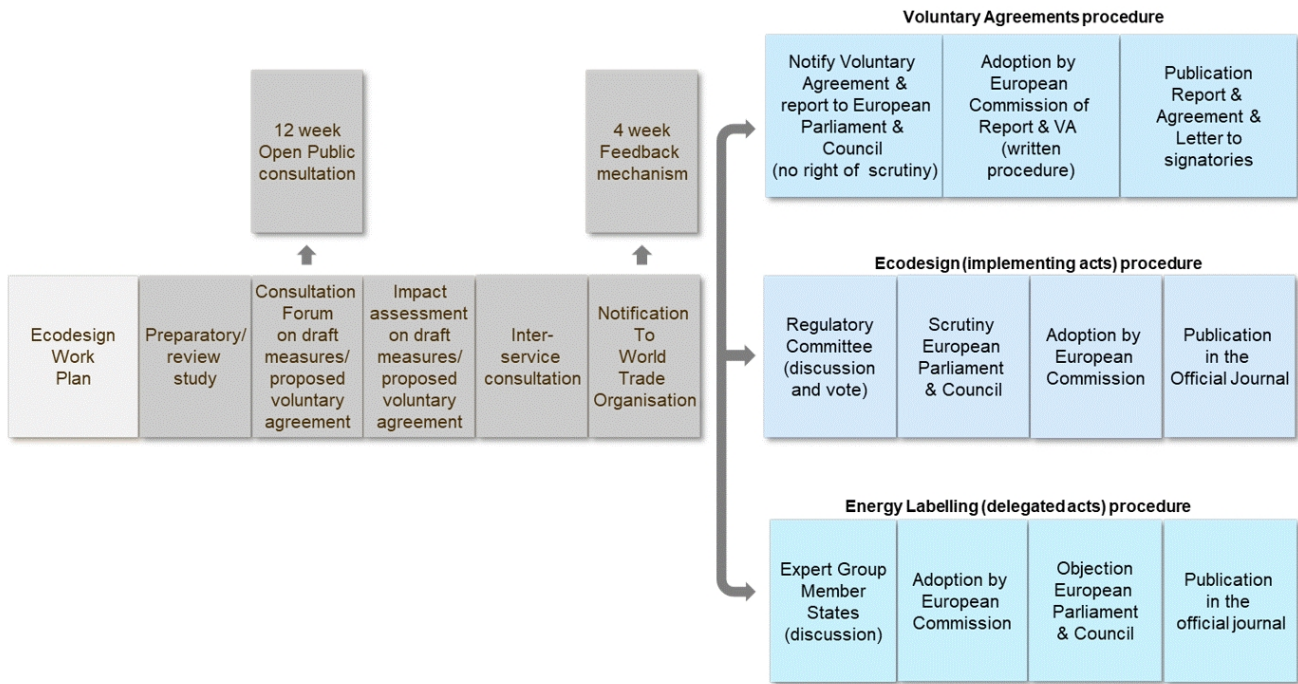 Voluntary Agreements procedure
Notify Voluntary
Agreement &
report to European
Parliament &
Council
(no right of scrutiny)
Adoption by
European
Commission of
Report & VA
(written
procedure)
Publication
Report &
Agreement &
Letter to
signatories
12 week
Open Public
consultation
4 week
Feedback
mechanism
Ecodesign
Work
Plan
Preparatory/
review
study
Consultation
Forum
on draft
measures/
proposed
voluntary
agreement
Impact
assessment
on draft
measures/
proposed
voluntary
agreement
Inter-
service
consultation
Notification
To
World
Trade
Organisation
Ecodesign (implementing acts) procedure
Regulatory
Committee
(discussion
and vote)
Scrutiny
European
Parliament
& Council
Adoption by
European
Commission
Publication
in the
Official Journal
Energy Labelling (delegated acts) procedure
Expert Group
Member
States
(discussion)
Adoption by
European
Commission
Objection
European
Parliament
& Council
Publication
in the
official journal